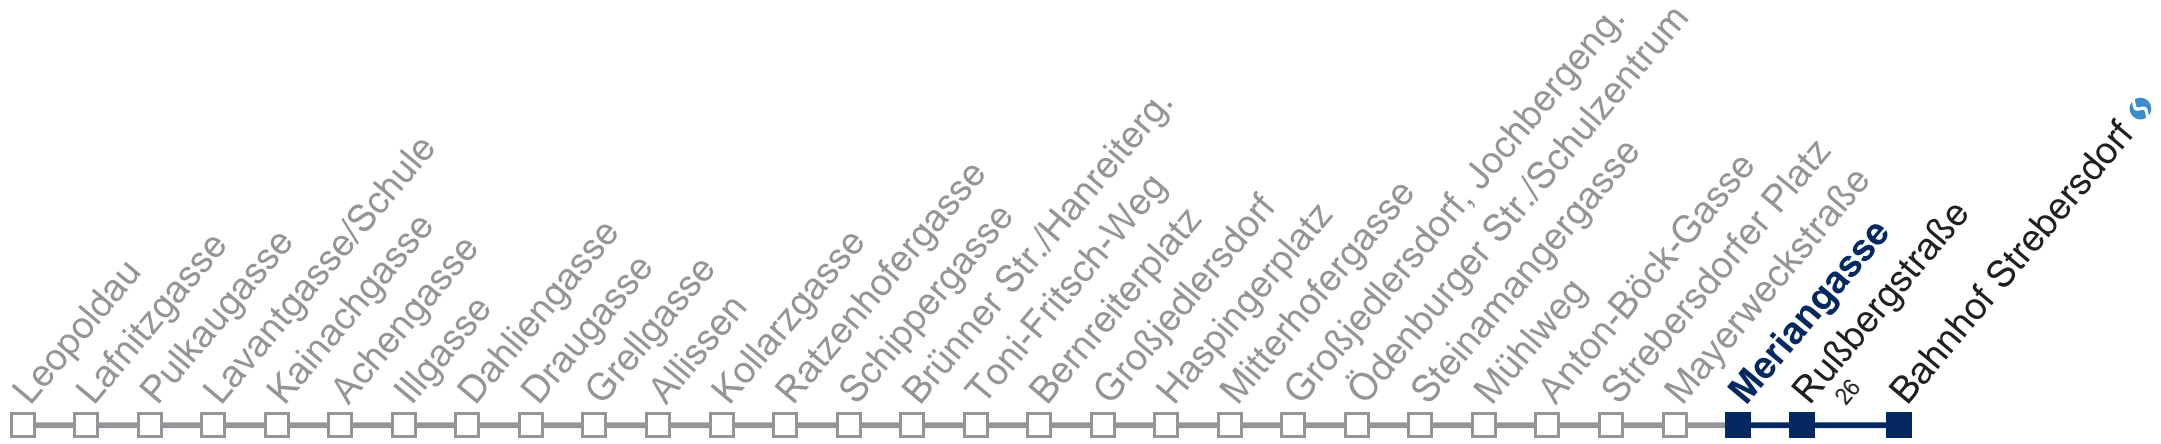 Leopoldau
Lafnitzgasse
Pulkaugasse
Lavantgasse/Schule
Kainachgasse
Achengasse
Illgasse
Dahliengasse
Draugasse
Grellgasse
Allissen
Kollarzgasse
Ratzenhofergasse
Schippergasse
Brünner Str./Hanreiterg.
Toni-Fritsch-Weg
Bernreiterplatz
Großjedlersdorf
Haspingerplatz
Mitterhofergasse
Großjedlersdorf, Jochbergeng.
Ödenburger Str./Schulzentrum
Steinamangergasse
Mühlweg
Anton-Böck-Gasse
Strebersdorfer Platz
Mayerweckstraße
Meriangasse
Rußbergstraße
26
Bahnhof Strebersdorf